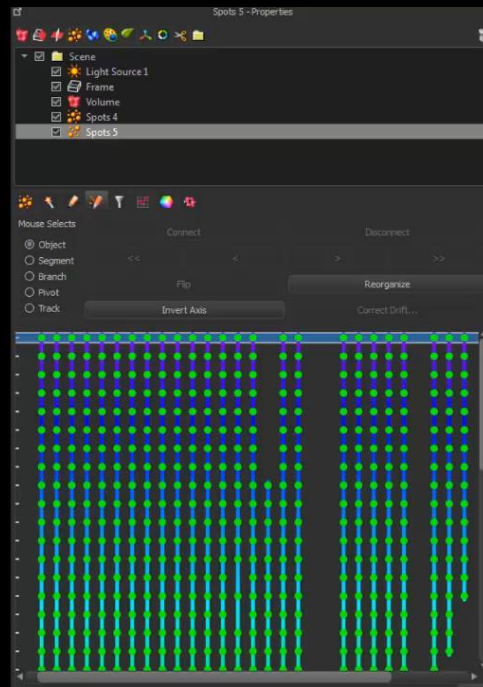 Spots 5 - Properties
Scene
Light Source 1
Frame
Volume
Spots 4
Spots 5
Mouse Selects
Object
Segment
Branch
Pivot
Track
Connect
Disconnect
<<
<
>
>>
Flip
Reorganize
Invert Axis
Correct Drift...